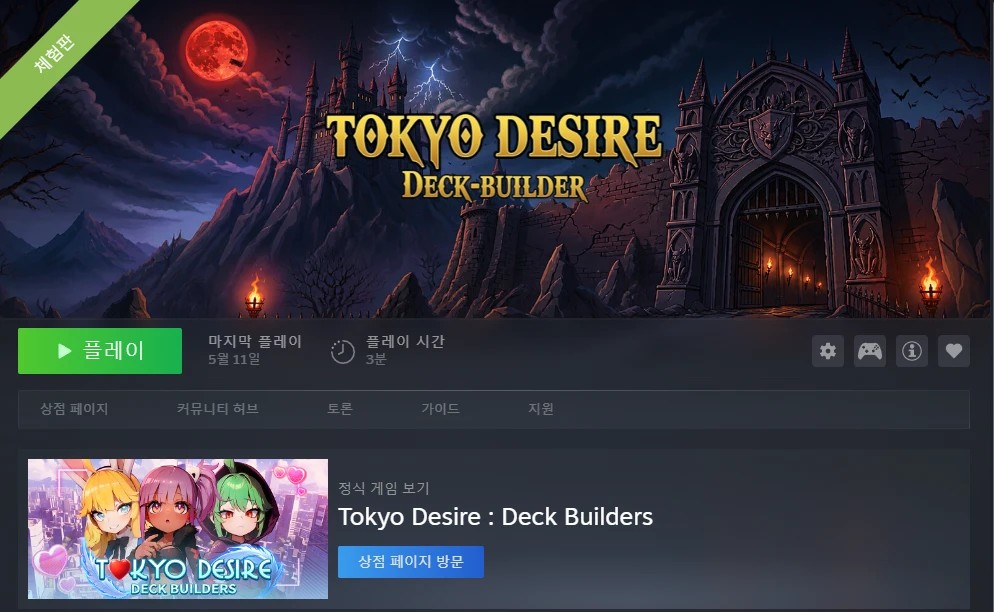 체험판
TOKYO DESIRE
DECK-BUILDER
플레이
마지막 플레이
5월 11일
플레이 시간
3분
상점 페이지 커뮤니티 허브 토론 가이드 지원
정식 게임 보기
Tokyo Desire : Deck Builders
TOKYO DESIRE
DECK BUILDERS
상점 페이지 방문